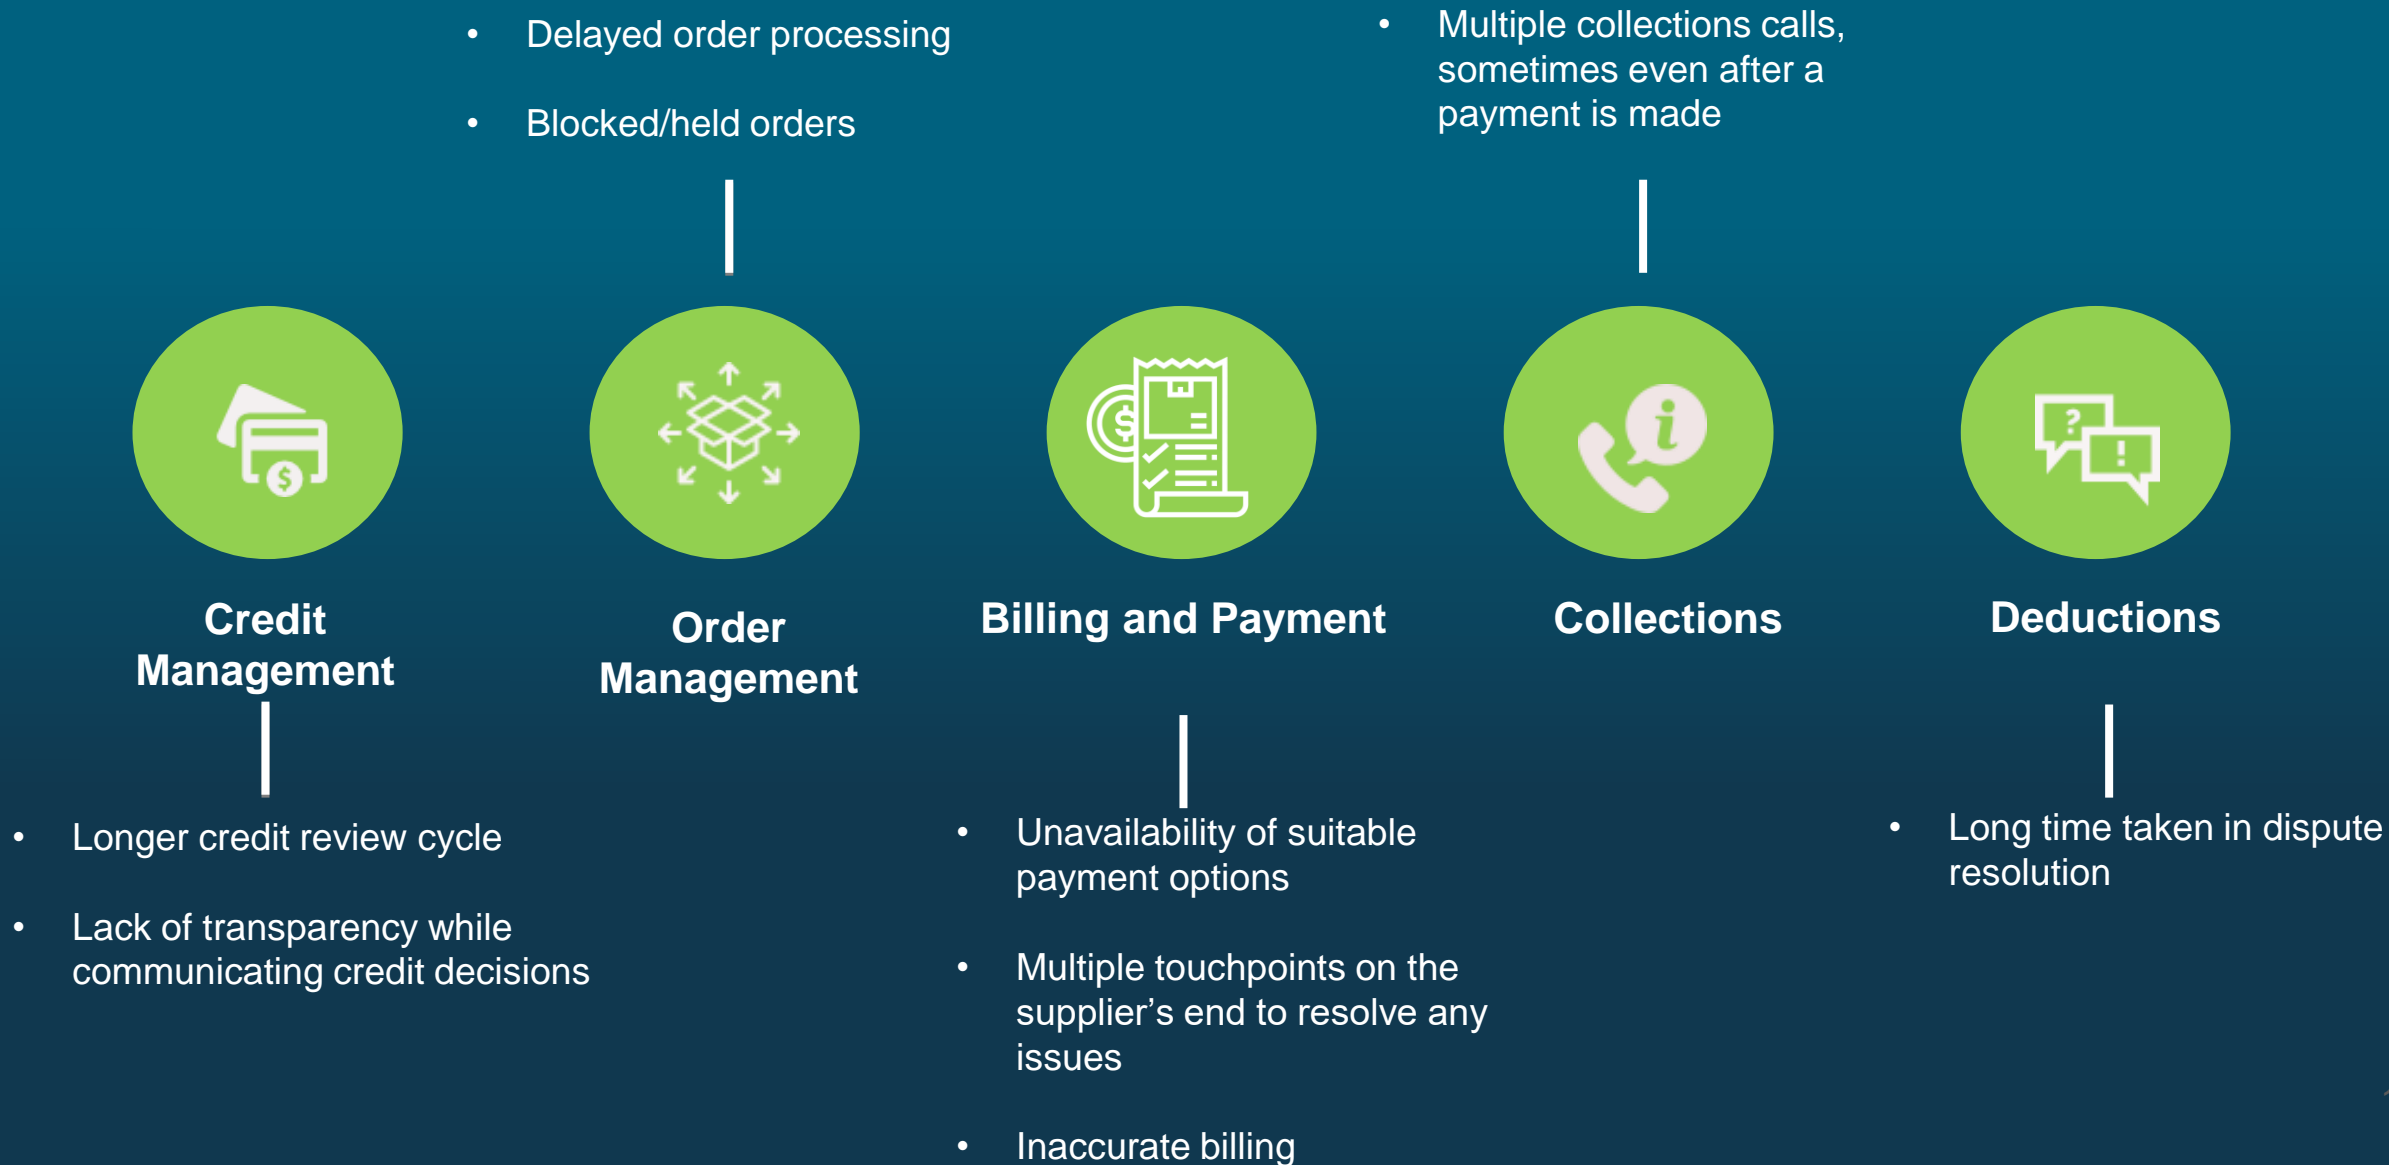 • Delayed order processing
• Blocked/held orders
• Multiple collections calls,
sometimes even after a
payment is made
$
$
i
?
!
Credit
Management
Order
Management
Billing and Payment
Collections
Deductions
• Longer credit review cycle
• Lack of transparency while
communicating credit decisions
• Unavailability of suitable
payment options
• Multiple touchpoints on the
supplier’s end to resolve any
issues
• Inaccurate billing
• Long time taken in dispute
resolution